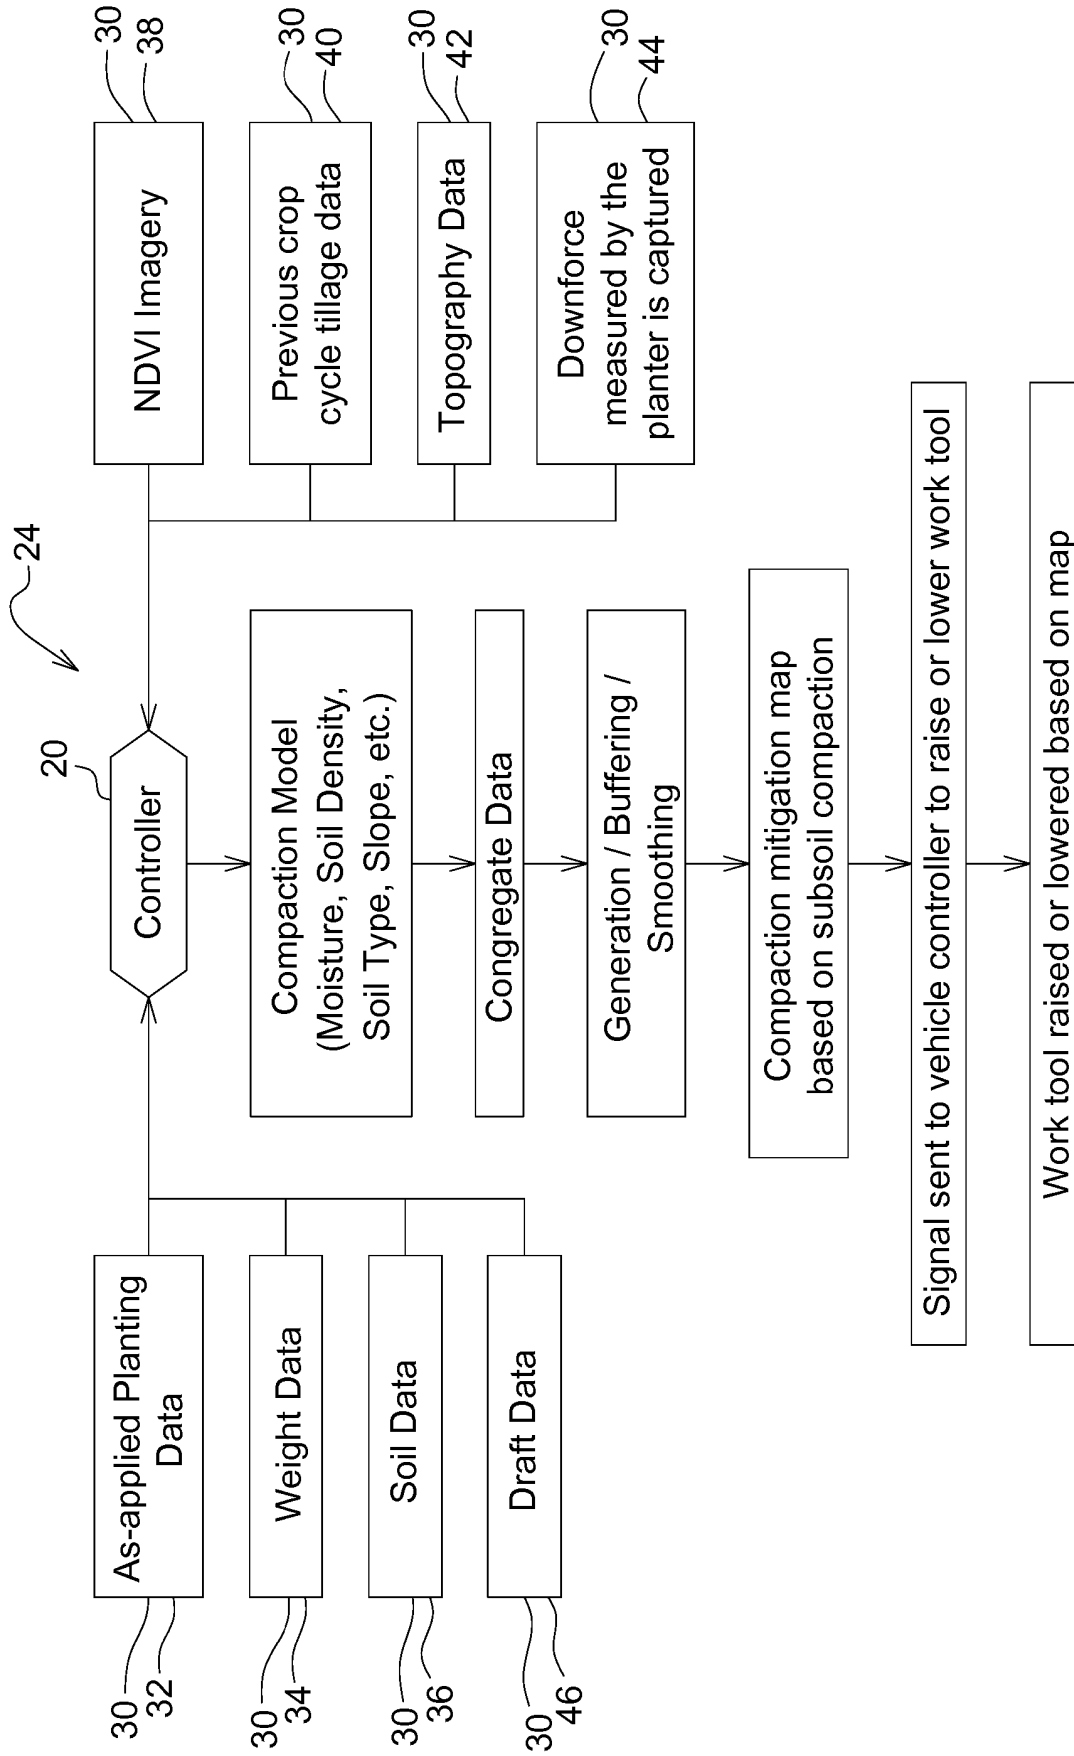 24
20
Controller
As-applied Planting
Data
30
32
Weight Data
30
34
Soil Data
30
36
Draft Data
30
46
NDVI Imagery
30
38
Previous crop
cycle tillage data
30
40
Topography Data
30
42
Downforce
measured by the
planter is captured
30
44
Compaction Model
(Moisture, Soil Density,
Soil Type, Slope, etc.)
Congregate Data
Generation / Buffering /
Smoothing
Compaction mitigation map
based on subsoil compaction
Signal sent to vehicle controller to raise or lower work tool
Work tool raised or lowered based on map